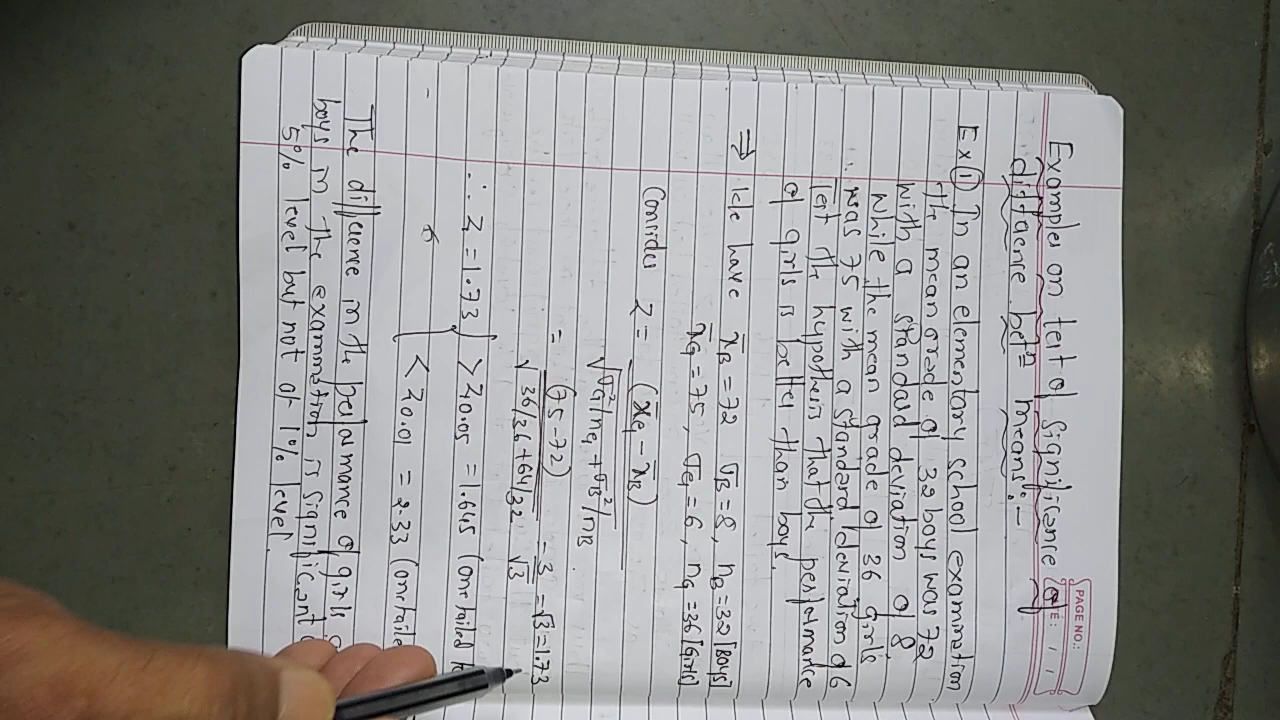 PAGE NO.:
DATE: / /
Examples on test of Significance of
difference betⁿ means:-
Ex ① In an elementary school examination
the mean grade of 32 boys was 72
with a standard deviation of 8
while the mean grade of 36 girls
was 75 with a standard deviation of 6
Test the hypothesis that the performance
of girls is better than boys.
⇒ We have x̄B = 72 σB = 8, nB = 32 [Boys]
x̄G = 75, σG = 6, nG = 36 [Girls]
Consider Z = (x̄G - x̄B)
√σG²/nG + σB²/nB
= (75-72) = 3 = √3 = 1.73
√36/36 + 64/32 √3
∴ Z = 1.73 > Z0.05 = 1.645 (one tailed
< Z0.01 = 2.33 (one taile
The difference in the performance of girls
boys in the examination is significant
5% level but not at 1% level.